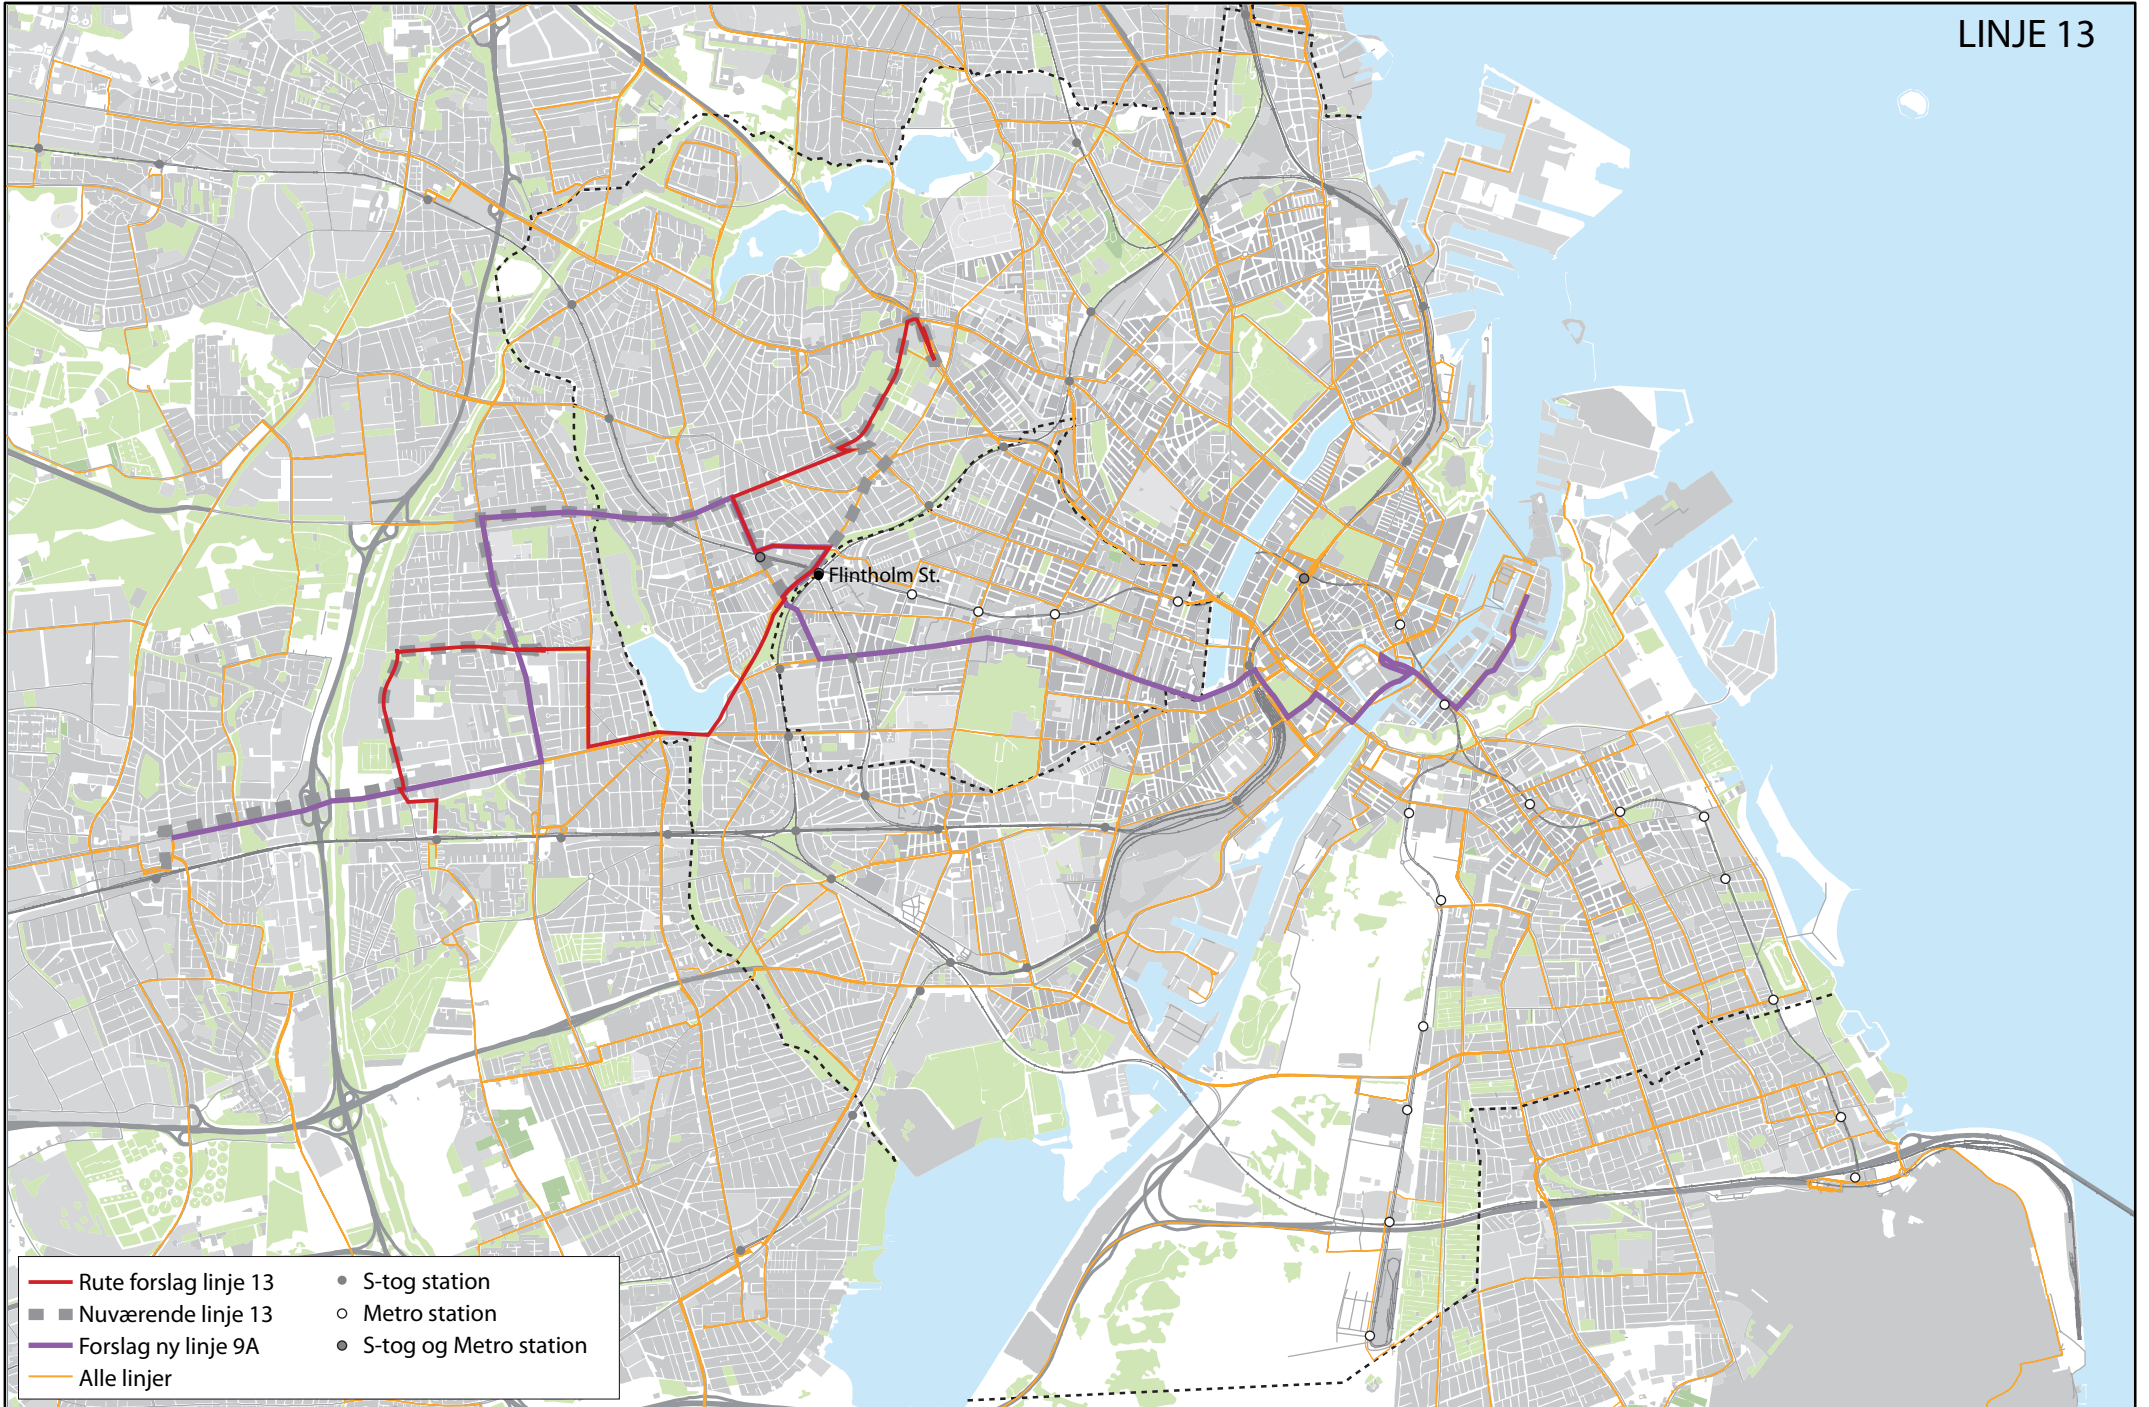 LINJE 13
Flintholm St.
Rute forslag linje 13
Nuværende linje 13
Forslag ny linje 9A
Alle linjer
S-tog station
Metro station
S-tog og Metro station